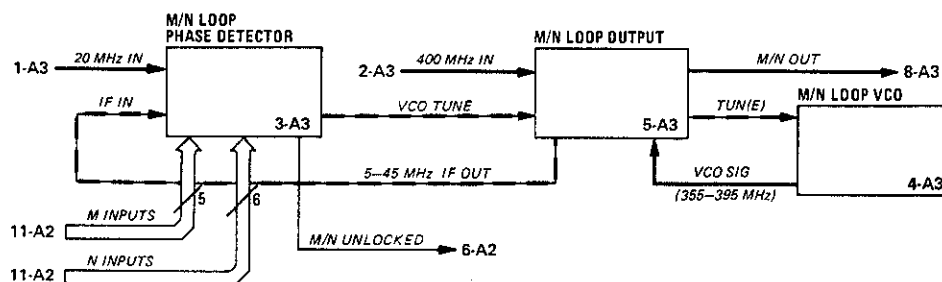 M/N LOOP
PHASE DETECTOR
M/N LOOP OUTPUT
1-A3
20 MHz IN
2-A3
400 MHz IN
M/N OUT
8-A3
M/N LOOP VCO
IF IN
VCO TUNE
TUN(E)
3-A3
5-A3
5–45 MHz IF OUT
VCO SIG
(355–395 MHz)
4-A3
5
6
M INPUTS
11-A2
M/N UNLOCKED
6-A2
N INPUTS
11-A2